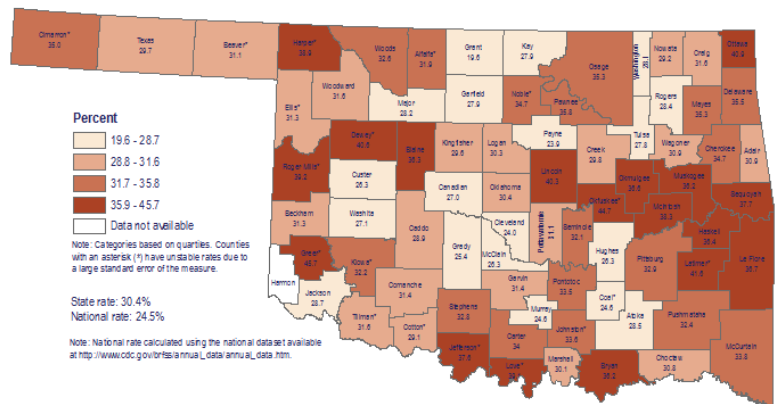 Cimarron*
36.0
Texas
29.7
Beaver*
31.1
Harper*
38.9
Woods
32.6
Alfalfa*
31.9
Grant
19.6
Kay
27.9
Osage
35.3
Washington
28.1
Nowata
29.2
Craig
31.6
Ottawa
40.9
Ellis*
31.3
Woodward
31.6
Major
28.2
Garfield
27.9
Noble*
34.7
Pawnee
35.8
Rogers
28.4
Mayes
35.3
Delaware
35.5
Percent
19.6 - 28.7
28.8 - 31.6
31.7 - 35.8
35.9 - 45.7
Data not available
Dewey*
40.6
Blaine
36.3
Kingfisher
29.6
Logan
30.3
Payne
23.9
Creek
29.8
Tulsa
27.8
Wagoner
30.9
Cherokee
34.7
Adair
30.9
Roger Mills*
39.2
Custer
26.3
Canadian
27.0
Oklahoma
30.4
Lincoln
40.3
Okmulgee
36.6
Muskogee
36.2
Sequoyah
37.7
Okfuskee*
44.7
McIntosh
38.3
Beckham
31.3
Washita
27.1
Caddo
28.9
Grady
25.4
Cleveland
24.0
McClain
26.3
Pottawatomie
31.1
Seminole
32.1
Hughes
26.3
Haskell
36.4
Pittsburg
32.9
Latimer*
41.6
Le Flore
36.7
Note: Categories based on quartiles. Counties
with an asterisk (*) have unstable rates due to
a large standard error of the measure.
Greer*
45.7
Kiowa*
32.2
Harmon
Jackson
28.7
Comanche
31.4
Garvin
31.4
Pontotoc
33.5
Coal*
24.6
Atoka
28.5
Pushmataha
32.4
McCurtain
33.8
State rate: 30.4%
National rate: 24.5%
Tillman*
31.6
Cotton*
29.1
Stephens
32.8
Murray
24.6
Carter
34
Johnston*
33.6
Jefferson*
37.6
Love*
Marshall
30.1
Bryan
36.2
Choctaw
30.8
Note: National rate calculated using the national dataset available
at http://www.cdc.gov/brfss/annual_data/annual_data.htm.